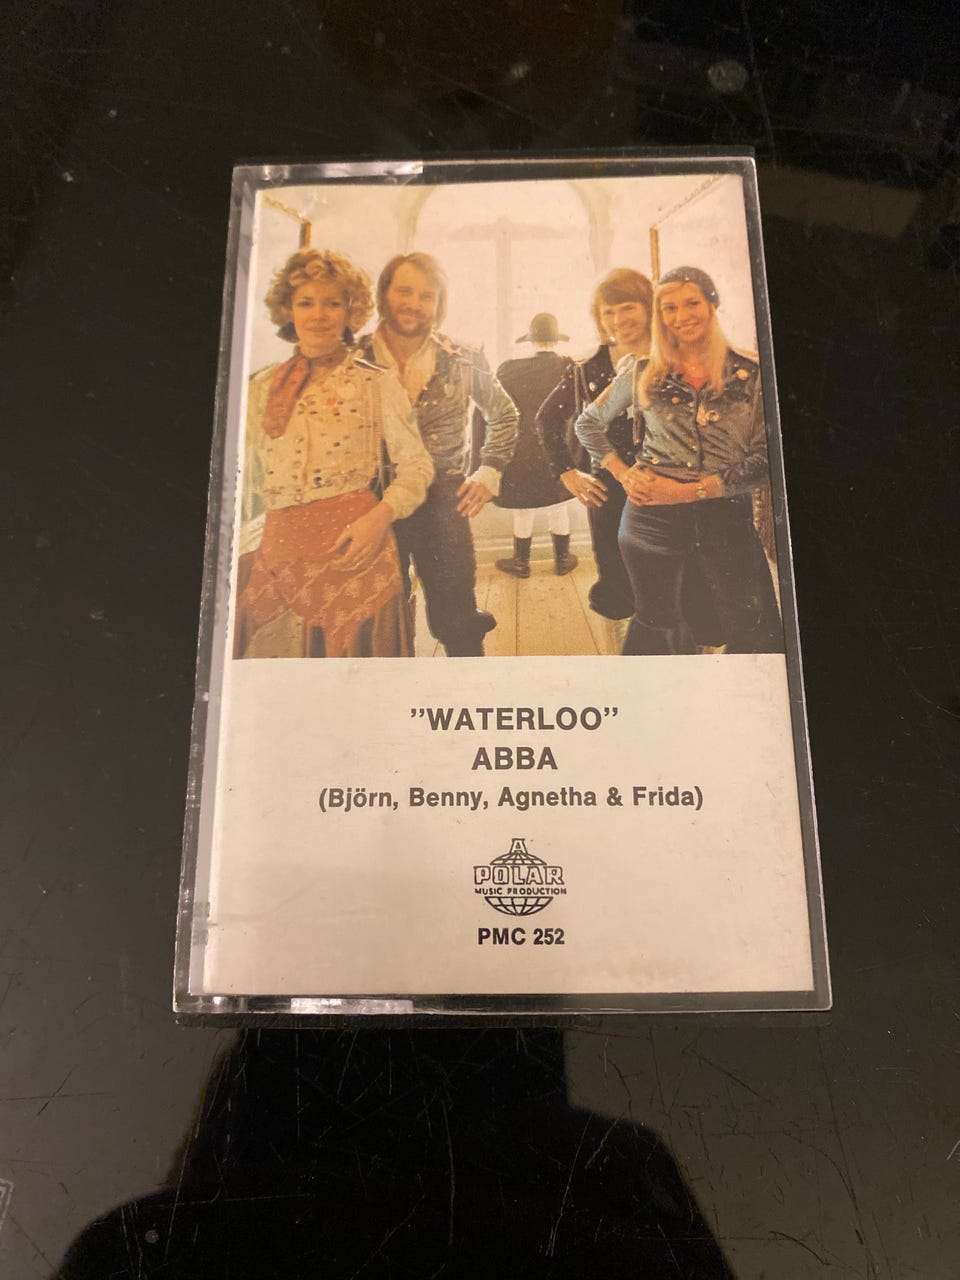 ”WATERLOO”
ABBA
(Björn, Benny, Agnetha & Frida)
A
POLAR
MUSIC PRODUCTION
PMC 252